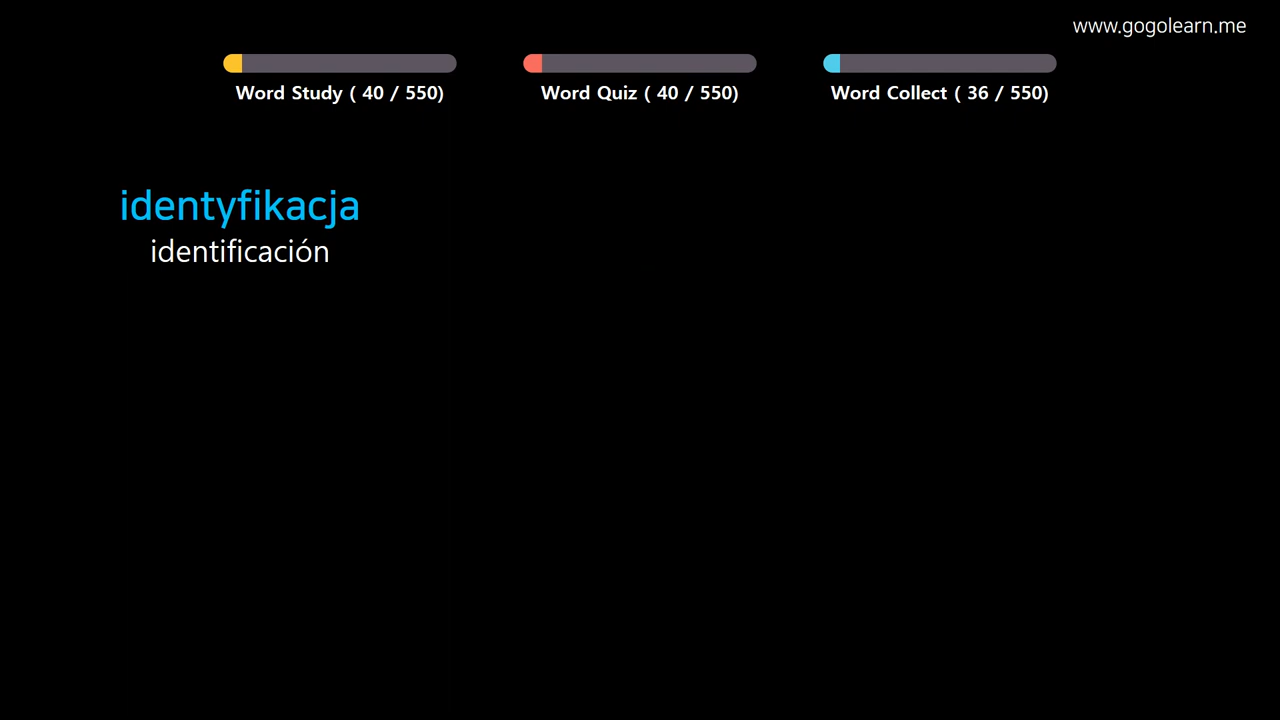 www.gogolearn.me
Word Study ( 40 / 550)
Word Quiz ( 40 / 550)
Word Collect ( 36 / 550)
identyfikacja
identificación